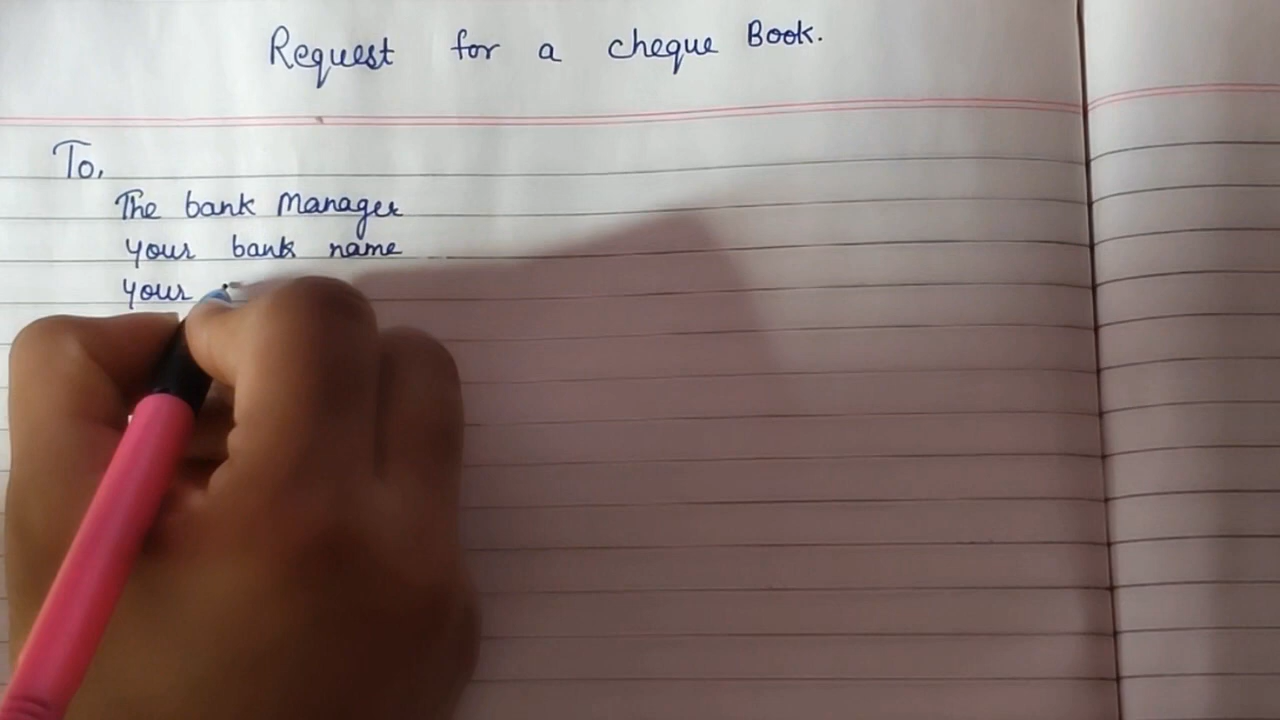 Request for a cheque Book.
To,
The bank Manager
your bank name
your